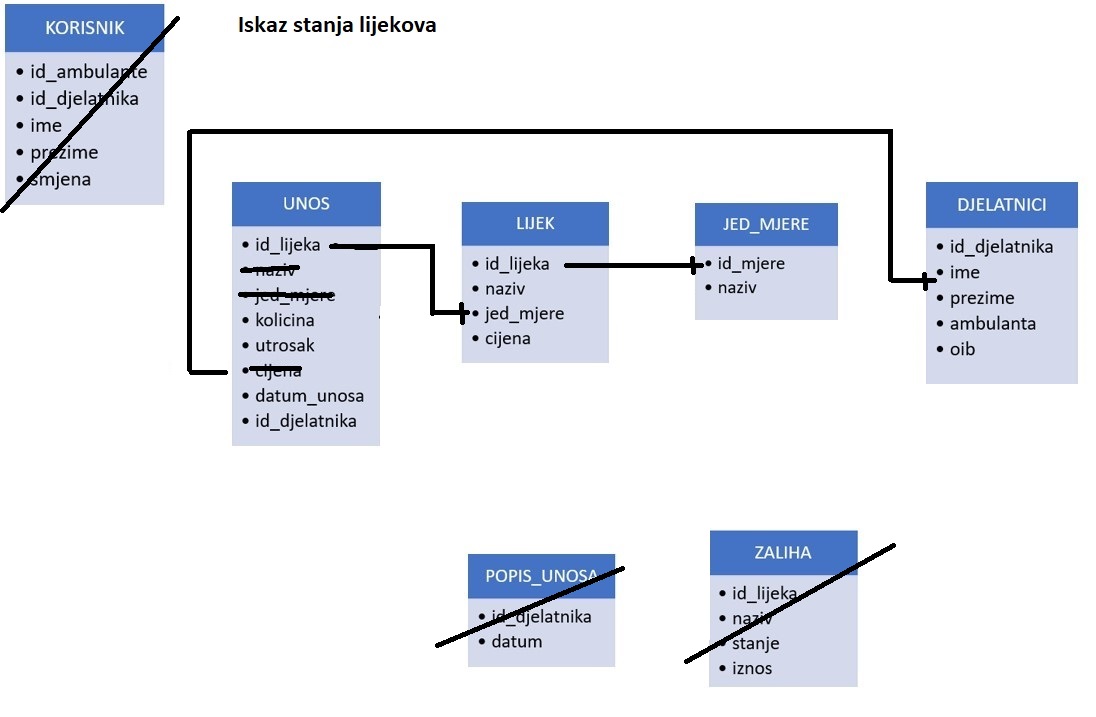 KORISNIK
• id_ambulante
• id_djelatnika
• ime
• prezime
• smjena
Iskaz stanja lijekova
UNOS
• id_lijeka
• naziv
• jed_mjere
• kolicina
• utrosak
• cijena
• datum_unosa
• id_djelatnika
LIJEK
• id_lijeka
• naziv
• jed_mjere
• cijena
JED_MJERE
• id_mjere
• naziv
DJELATNICI
• id_djelatnika
• ime
• prezime
• ambulanta
• oib
POPIS_UNOSA
• id_djelatnika
• datum
ZALIHA
• id_lijeka
• naziv
• stanje
• iznos